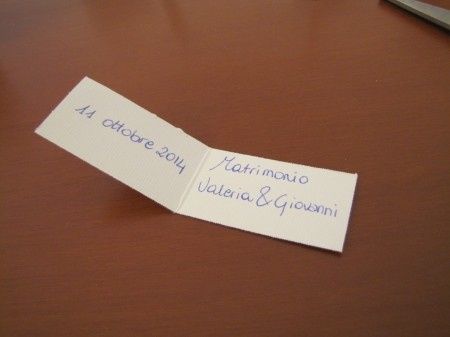 11 ottobre 2014
Matrimonio
Valeria & Giovanni